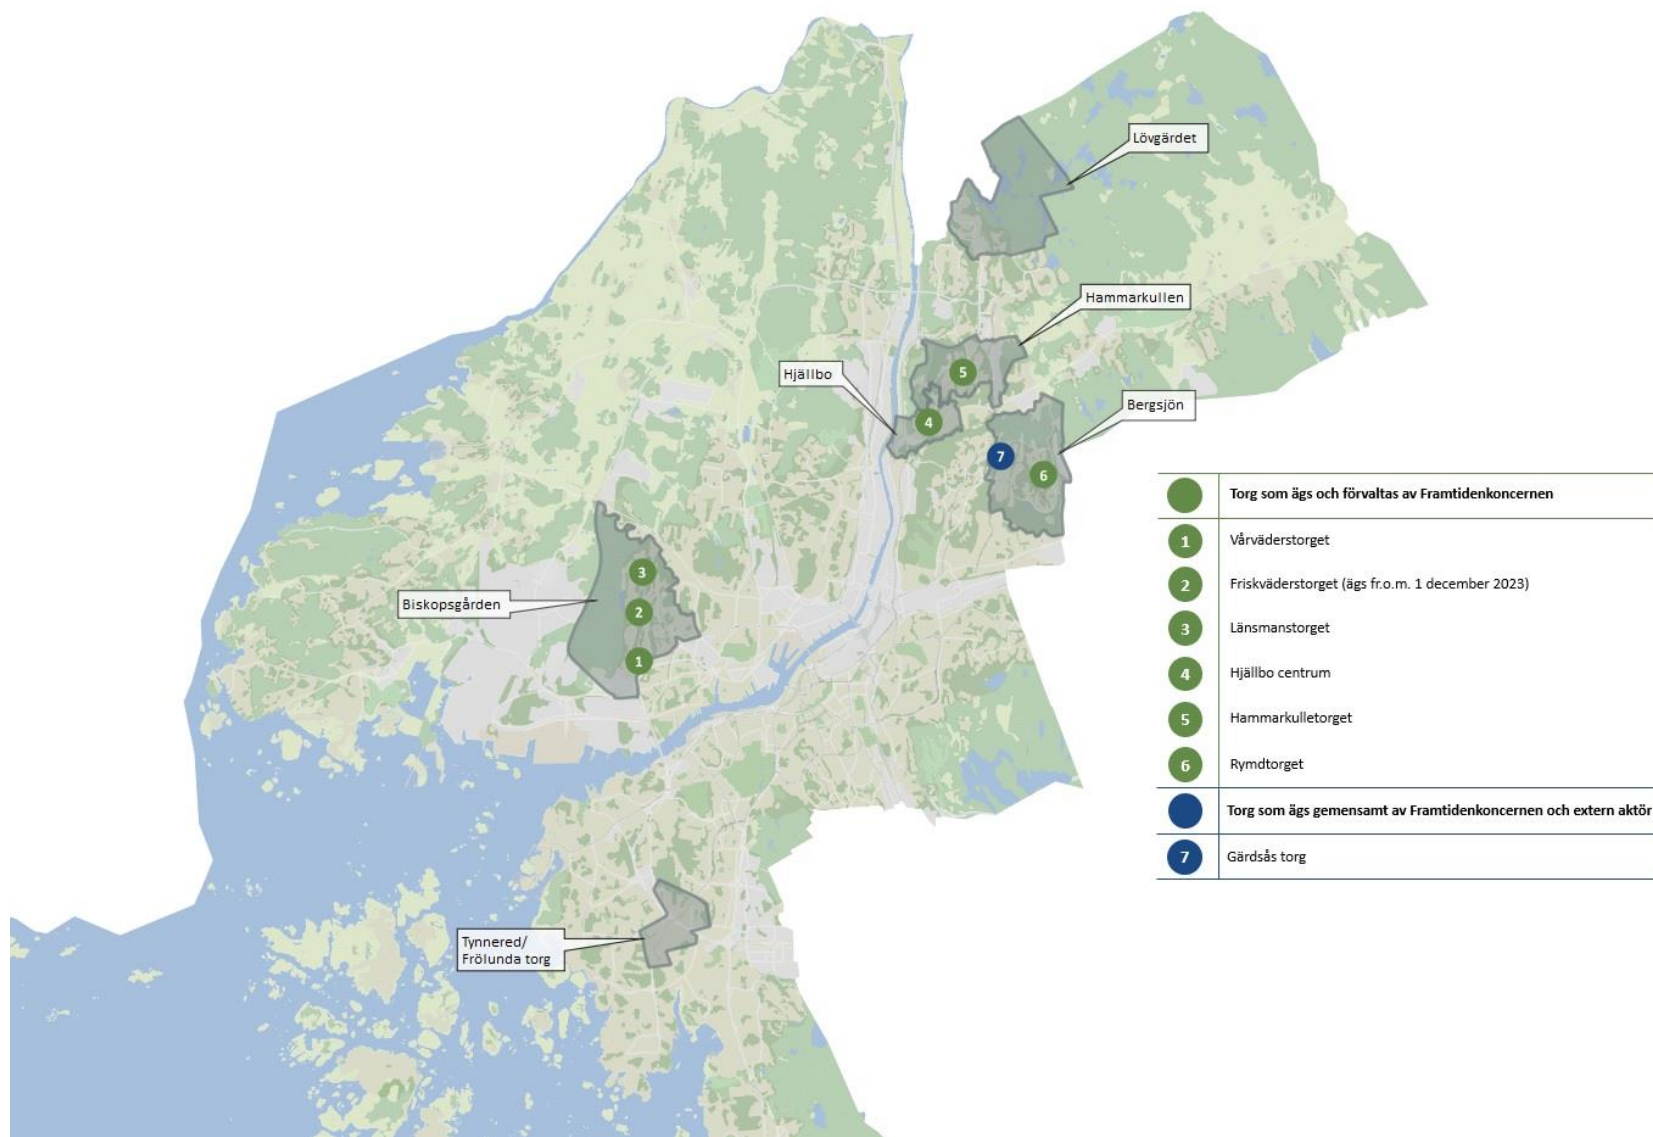 Lövgärdet
Hammarkullen
Hjällbo
5
Bergsjön
4
7
6
3
Biskopsgården
2
1
Tynnered/
Frölunda torg
Torg som ägs och förvaltas av Framtidenkoncernen
1 Vårväderstorget
2 Friskväderstorget (ägs fr.o.m. 1 december 2023)
3 Länsmanstorget
4 Hjällbo centrum
5 Hammarkulletorget
6 Rymdtorget
Torg som ägs gemensamt av Framtidenkoncernen och extern aktör
7 Gärdsås torg